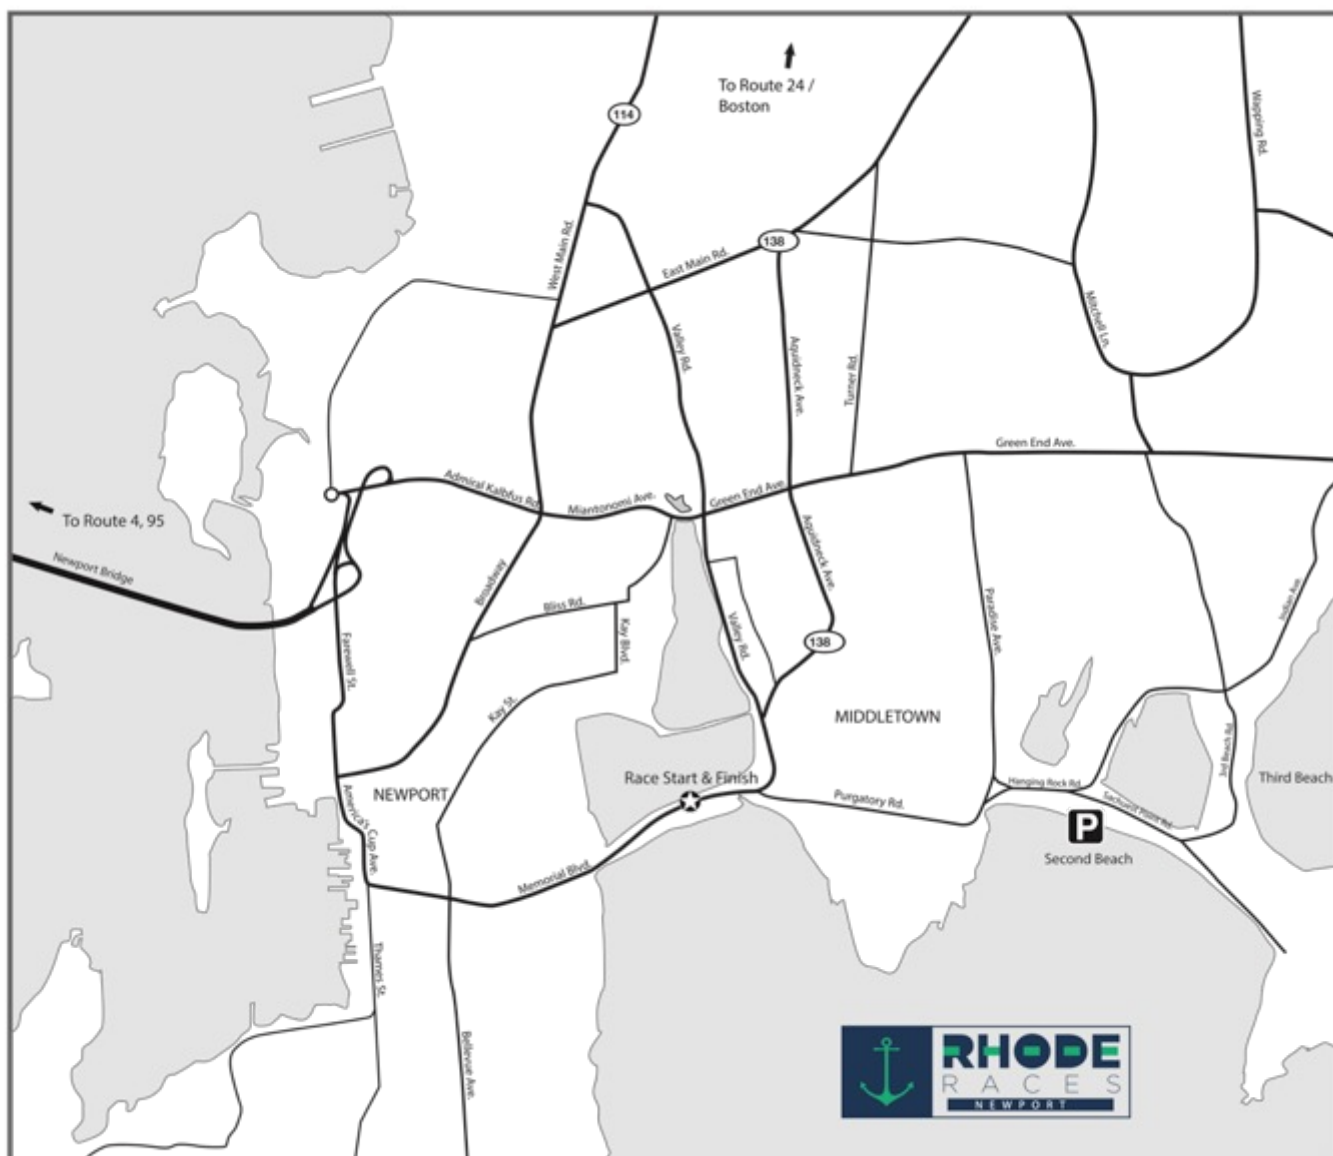 To Route 24 /
Boston
114
Wapping Rd.
West Main Rd.
138
East Main Rd.
Mitchell Ln.
Valley Rd.
Aquidneck Ave.
Turner Rd.
Green End Ave.
Admiral Kalbfus Rd.
Miantonomi Ave.
Green End Ave.
To Route 4, 95
Newport Bridge
Aquidneck Ave.
Broadway
Bliss Rd.
Kay Blvd.
Valley Rd.
Paradise Ave.
Indian Ave.
138
Farewell St.
Kay St.
MIDDLETOWN
3rd Beach Rd.
Race Start & Finish
Third Beach
Hanging Rock Rd.
NEWPORT
America's Cup Ave.
Purgatory Rd.
Sachuest Point Rd.
P
Second Beach
Memorial Blvd.
Thames St.
Bellevue Ave.
RHODE
RACES
NEWPORT